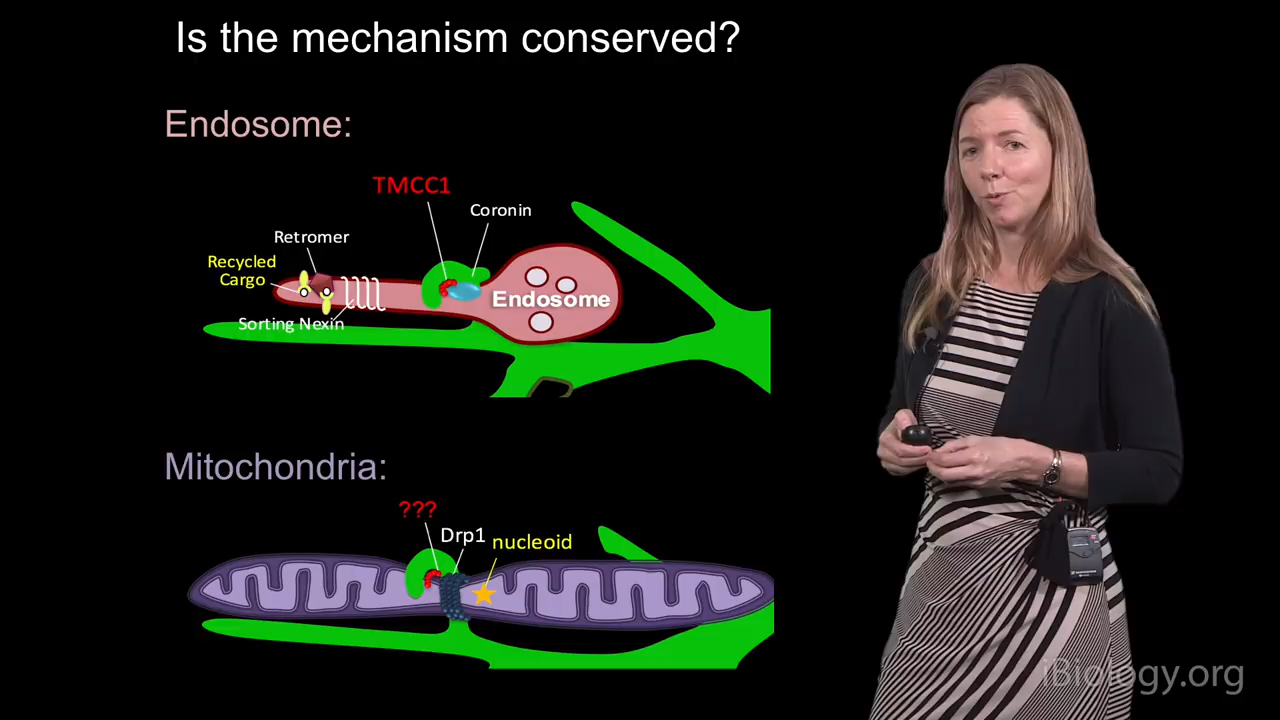 Is the mechanism conserved?
Endosome:
TMCC1
Coronin
Retromer
Recycled
Cargo
Endosome
Sorting Nexin
Mitochondria:
???
Drp1
nucleoid
iBiology.org